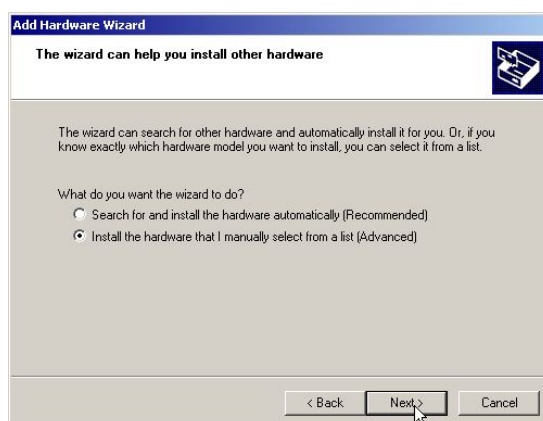 Add Hardware Wizard
The wizard can help you install other hardware
The wizard can search for other hardware and automatically install it for you. Or, if you
know exactly which hardware model you want to install, you can select it from a list.
What do you want the wizard to do?
Search for and install the hardware automatically (Recommended)
Install the hardware that I manually select from a list (Advanced)
< Back Next > Cancel